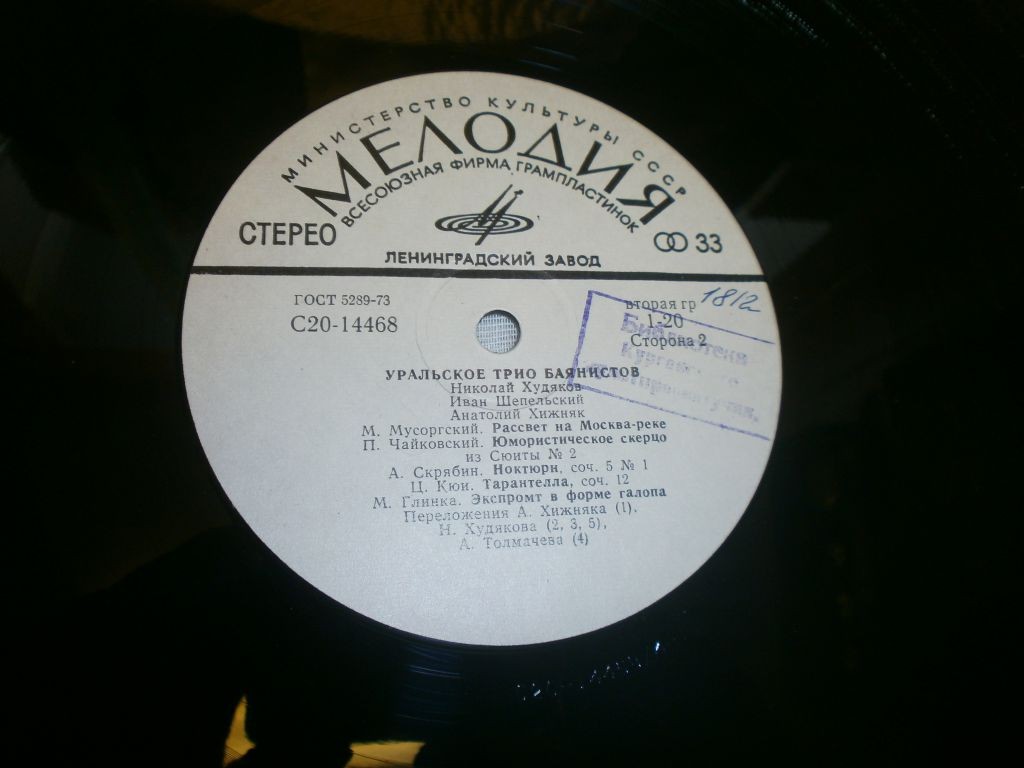 МИНИСТЕРСТВО КУЛЬТУРЫ СССР
МЕЛОДИЯ
ВСЕСОЮЗНАЯ ФИРМА ГРАМПЛАСТИНОК
СТЕРЕО
33
ЛЕНИНГРАДСКИЙ ЗАВОД
ГОСТ 5289-73
вторая гр
1812
С20-14468
1-20
Сторона 2
Библиотека
УРАЛЬСКОЕ ТРИО БАЯНИСТОВ
Николай Худяков
Иван Шепельский
Анатолий Хижняк
М. Мусоргский. Рассвет на Москва-реке
П. Чайковский. Юмористическое скерцо
из Сюиты № 2
А. Скрябин. Ноктюрн, соч. 5 № 1
Ц. Кюи. Тарантелла, соч. 12
М. Глинка. Экспромт в форме галопа
Переложения А. Хижняка (1),
Н. Худякова (2, 3, 5),
А. Толмачева (4)